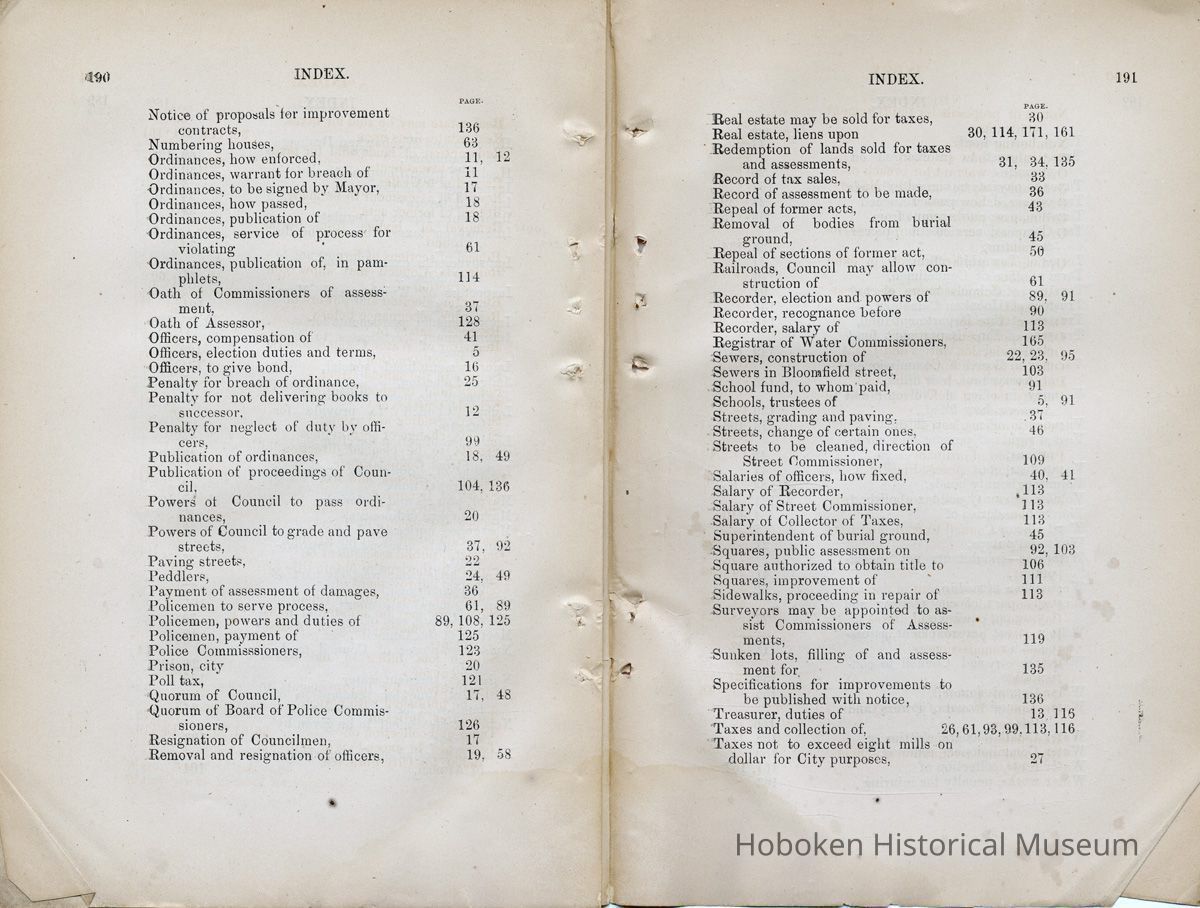 190
INDEX.
PAGE.
Notice of proposals for improvement
contracts, 136
Numbering houses, 63
Ordinances, how enforced, 11, 12
Ordinances, warrant for breach of 11
Ordinances, to be signed by Mayor, 17
Ordinances, how passed, 18
Ordinances, publication of 18
Ordinances, service of process for
violating 61
Ordinances, publication of, in pam-
phlets, 114
Oath of Commissioners of assess-
ment, 37
Oath of Assessor, 128
Officers, compensation of 41
Officers, election duties and terms, 5
Officers, to give bond, 16
Penalty for breach of ordinance, 25
Penalty for not delivering books to
successor, 12
Penalty for neglect of duty by offi-
cers, 99
Publication of ordinances, 18, 49
Publication of proceedings of Coun-
cil, 104, 136
Powers of Council to pass ordi-
nances, 20
Powers of Council to grade and pave
streets, 37, 92
Paving streets, 22
Peddlers, 24, 49
Payment of assessment of damages, 36
Policemen to serve process, 61, 89
Policemen, powers and duties of 89, 108, 125
Policemen, payment of 125
Police Commisssioners, 123
Prison, city 20
Poll tax, 121
Quorum of Council, 17, 48
Quorum of Board of Police Commis-
sioners, 126
Resignation of Councilmen, 17
Removal and resignation of officers, 19, 58
INDEX.
191
PAGE.
Real estate may be sold for taxes, 30
Real estate, liens upon 30, 114, 171, 161
Redemption of lands sold for taxes
and assessments, 31, 34, 135
Record of tax sales, 33
Record of assessment to be made, 36
Repeal of former acts, 43
Removal of bodies from burial
ground, 45
Repeal of sections of former act, 50
Railroads, Council may allow con-
struction of 61
Recorder, election and powers of 89, 91
Recorder, recognance before 90
Recorder, salary of 113
Registrar of Water Commissioners, 165
Sewers, construction of 22, 23, 95
Sewers in Bloomfield street, 103
School fund, to whom paid, 91
Schools, trustees of 5, 91
Streets, grading and paving, 37
Streets, change of certain ones, 46
Streets to be cleaned, direction of
Street Commissioner, 109
Salaries of officers, how fixed, 40, 41
Salary of Recorder, 113
Salary of Street Commissioner, 113
Salary of Collector of Taxes, 113
Superintendent of burial ground, 45
Squares, public assessment on 92, 103
Square authorized to obtain title to 106
Squares, improvement of 111
Sidewalks, proceeding in repair of 113
Surveyors may be appointed to as-
sist Commissioners of Assess-
ments, 119
Sunken lots, filling of and assess-
ment for, 135
Specifications for improvements to
be published with notice, 136
Treasurer, duties of 13, 116
Taxes and collection of, 26, 61, 93, 99, 113, 116
Taxes not to exceed eight mills on
dollar for City purposes, 27
Hoboken Historical Museum